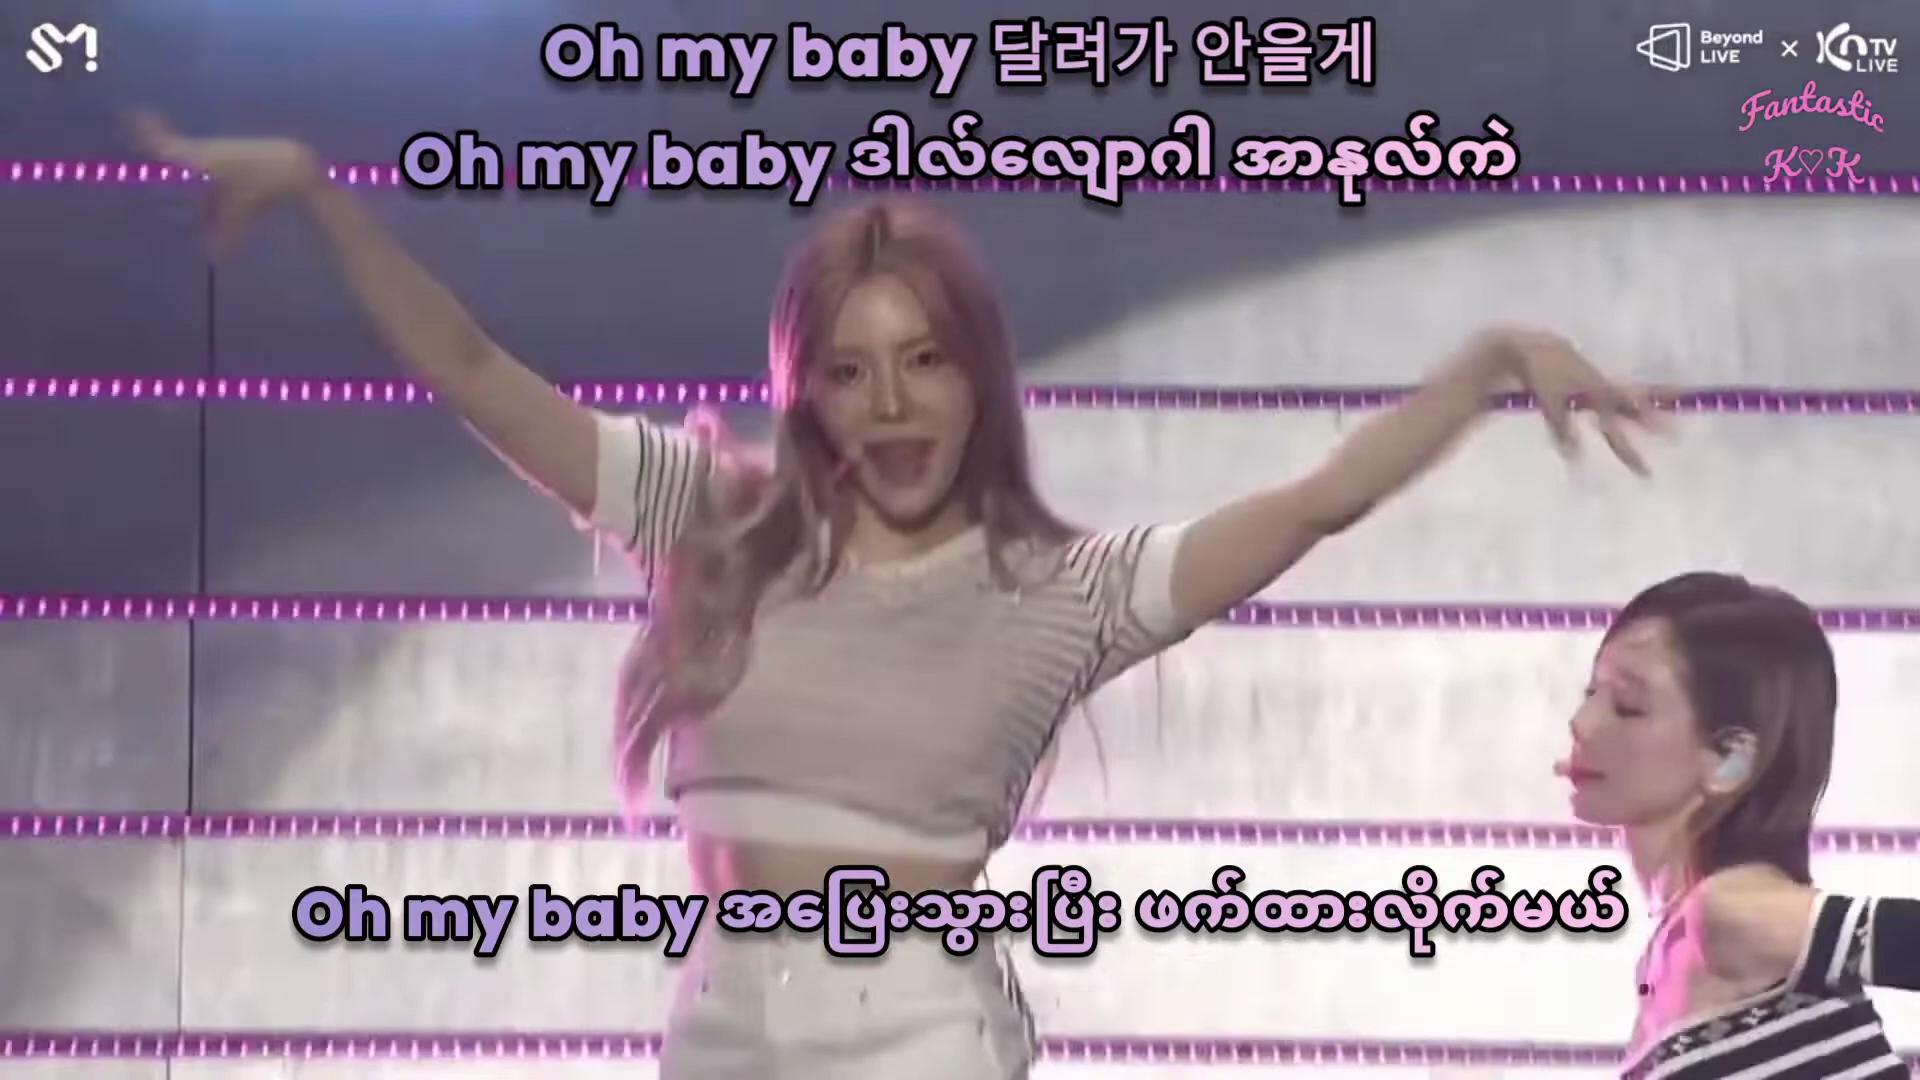 SM!
Beyond LIVE × KNTV LIVE
Fantastic
K♡K
Oh my baby 달려가 안을게
Oh my baby ဒါလ်လျောဂါ အာနုလ်ကဲ
Oh my baby အပြေးသွားပြီး ဖက်ထားလိုက်မယ်